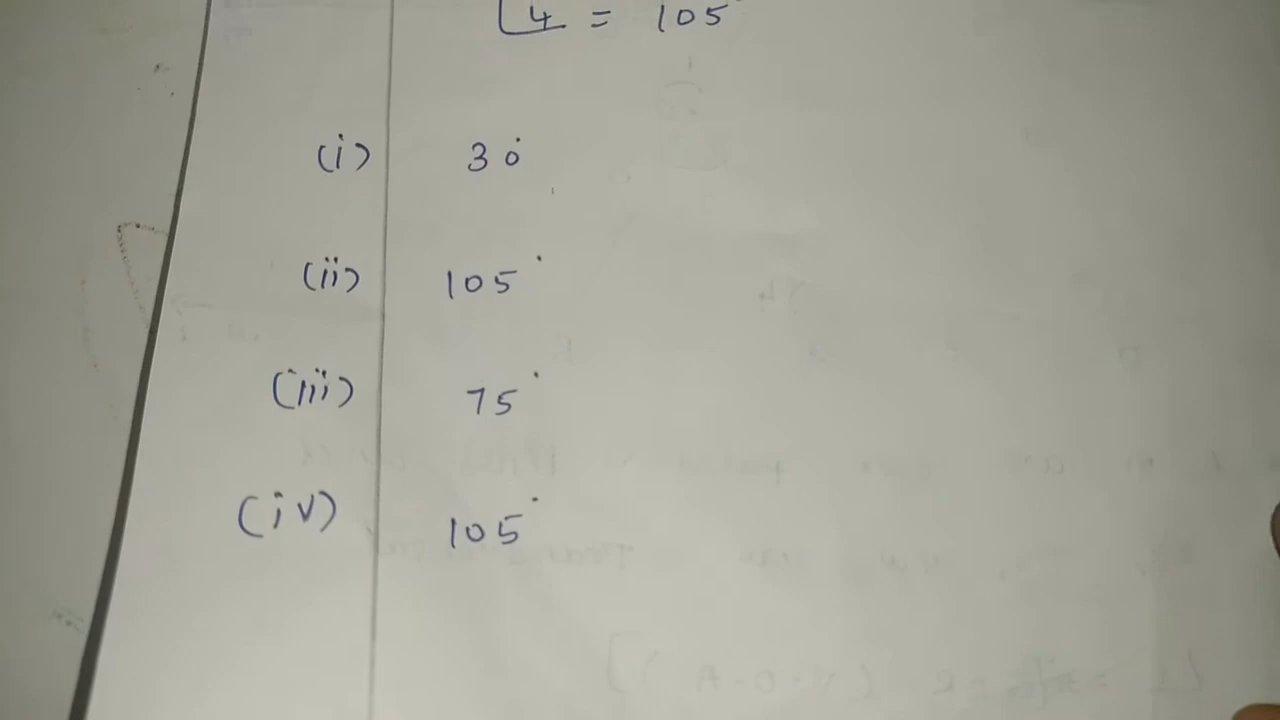 ∠4 = 105°
(i) 30°
(ii) 105°
(iii) 75°
(iv) 105°